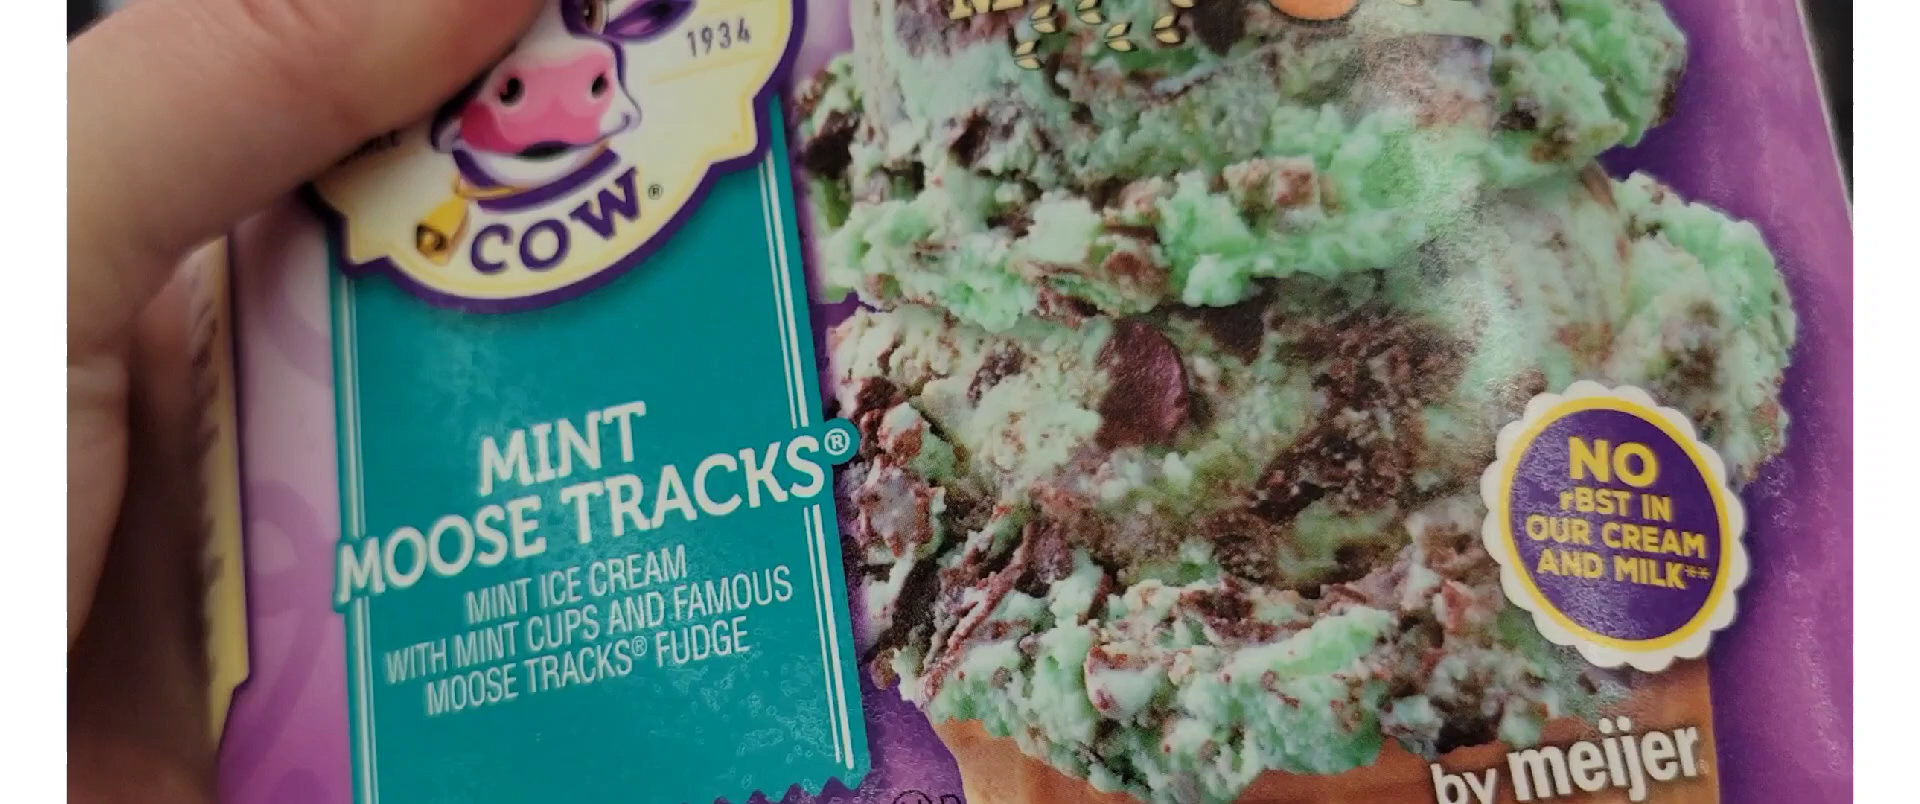 1934
COW®
MINT
MOOSE TRACKS®
MINT ICE CREAM
WITH MINT CUPS AND FAMOUS
MOOSE TRACKS® FUDGE
NO
rBST IN
OUR CREAM
AND MILK**
by meijer